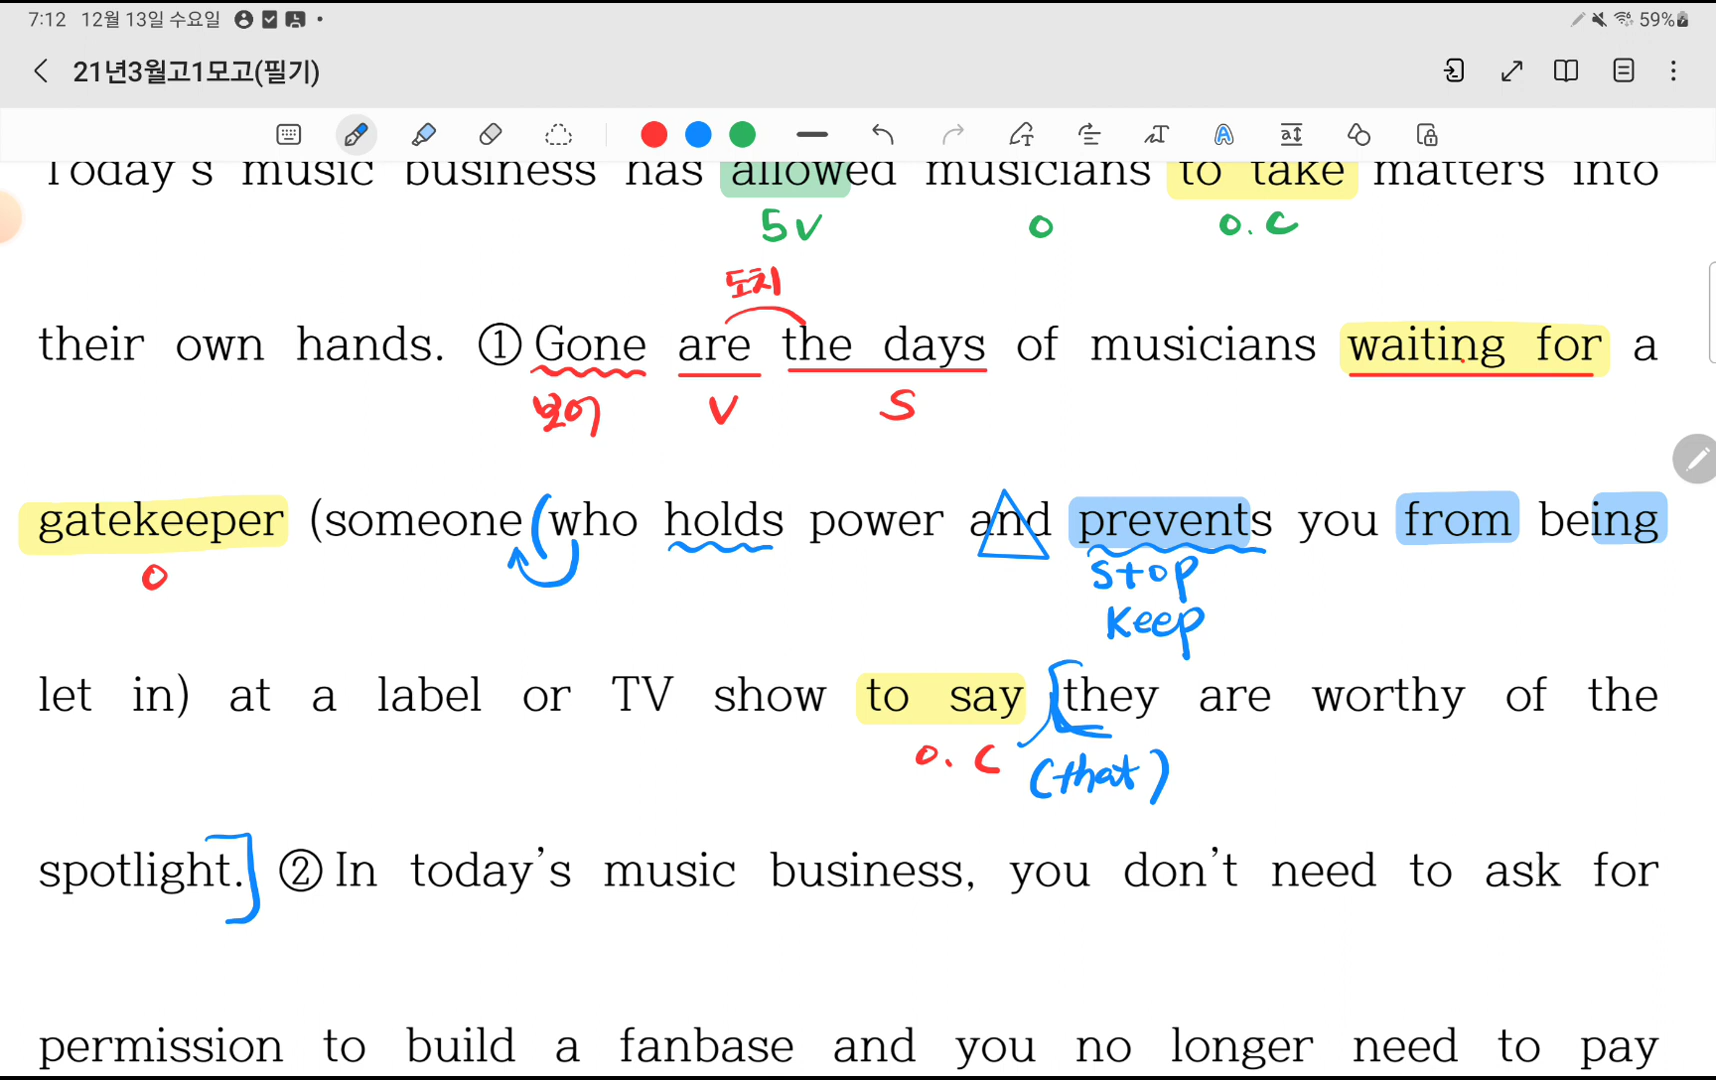 7:12 12월 13일 수요일 59%
21년3월고1모고(필기)
Today's music business has allowed musicians to take matters into
5V O O.C
도치
their own hands. ① Gone are the days of musicians waiting for a
보어 V S
gatekeeper (someone (who holds power and prevents you from being
O stop
keep
let in) at a label or TV show to say [they are worthy of the
O.C (that)
spotlight.] ② In today's music business, you don't need to ask for
permission to build a fanbase and you no longer need to pay